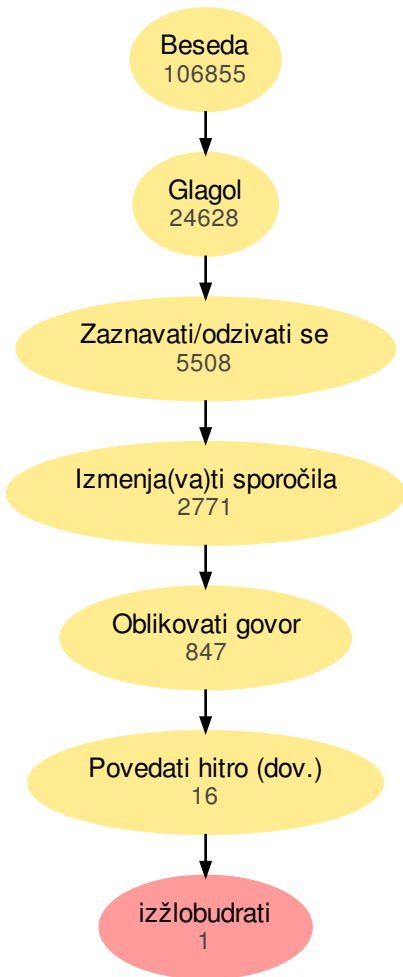 Beseda
106855
Glagol
24628
Zaznavati/odzivati se
5508
Izmenja(va)ti sporočila
2771
Oblikovati govor
847
Povedati hitro (dov.)
16
izžlobudrati
1